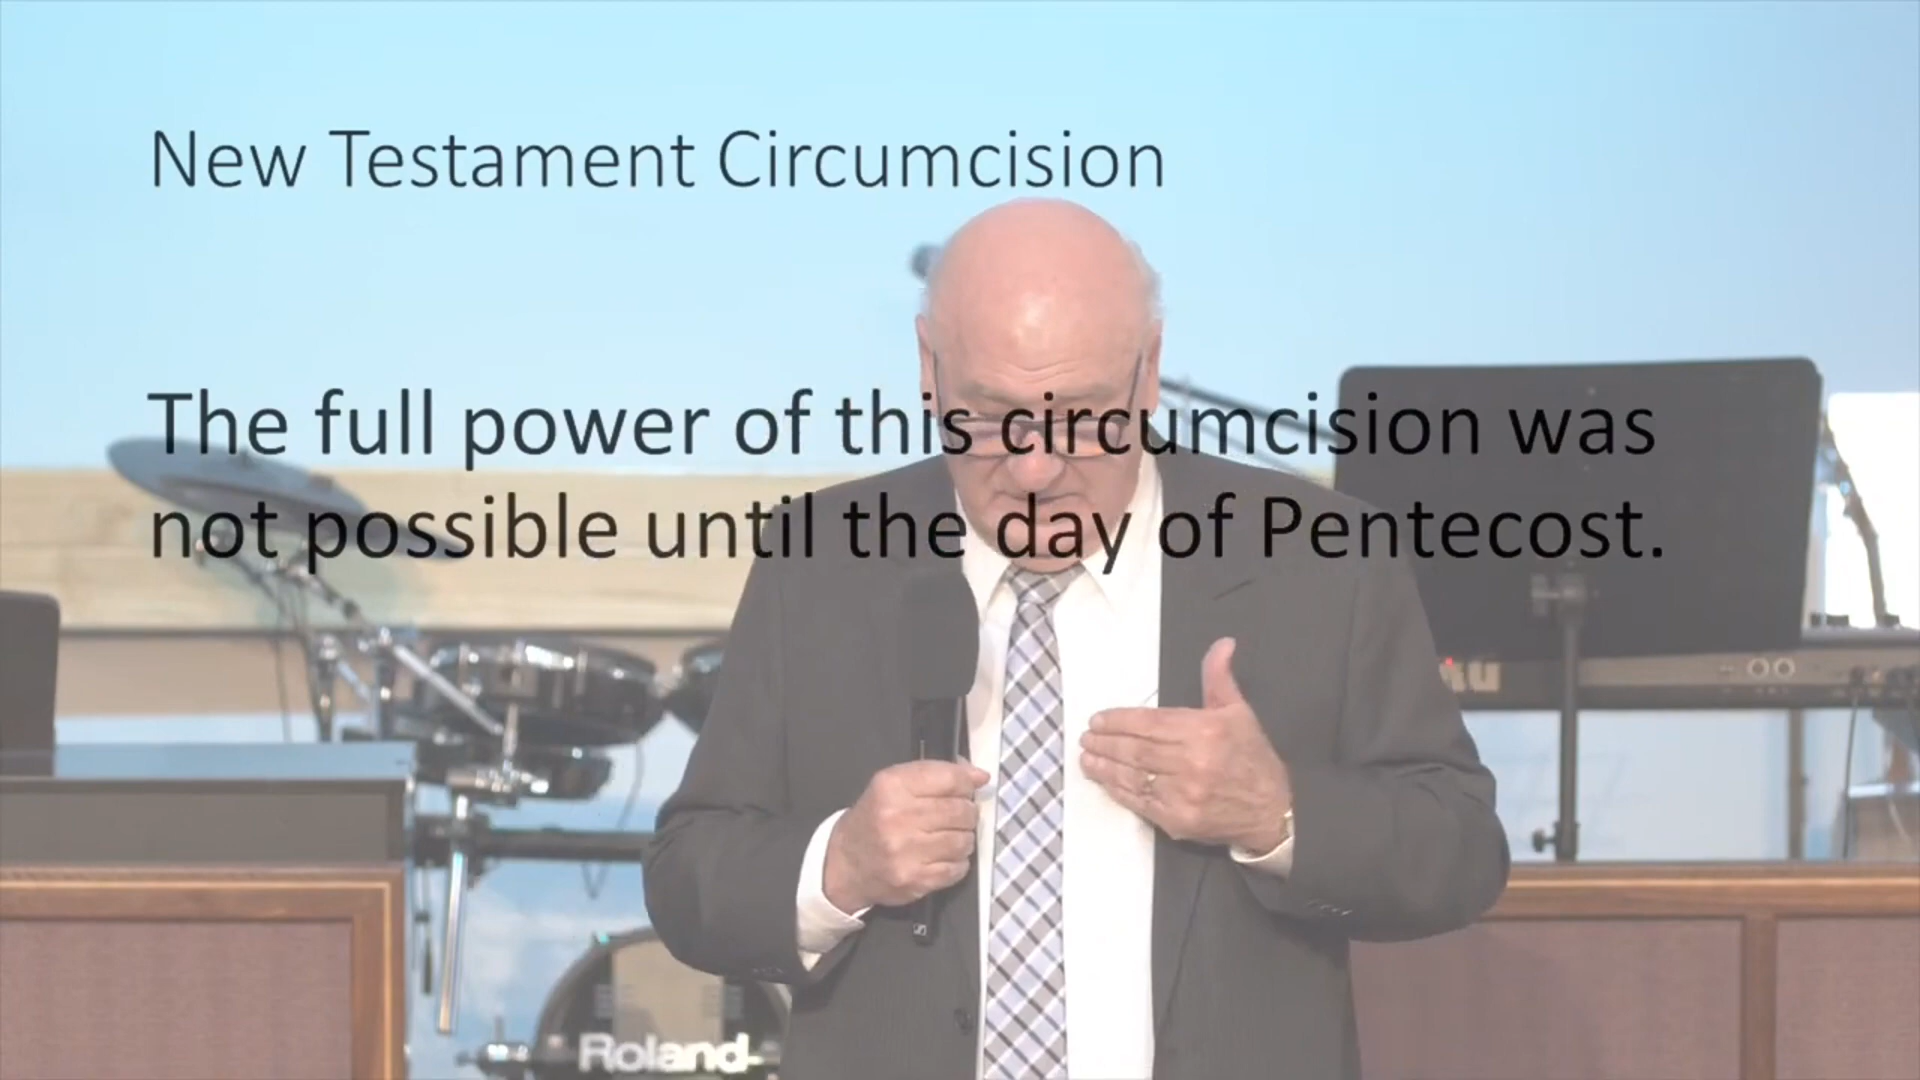 New Testament Circumcision
The full power of this circumcision was
not possible until the day of Pentecost.
Roland